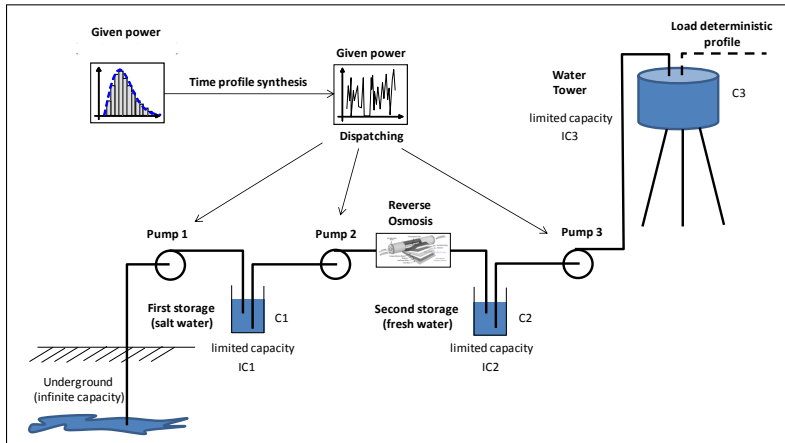 Given power
Time profile synthesis
Given power
Dispatching
Load deterministic
profile
Water
Tower
limited capacity
IC3
C3
Reverse
Osmosis
Pump 1
Pump 2
Pump 3
First storage
(salt water)
C1
limited capacity
IC1
Second storage
(fresh water)
C2
limited capacity
IC2
Underground
(infinite capacity)